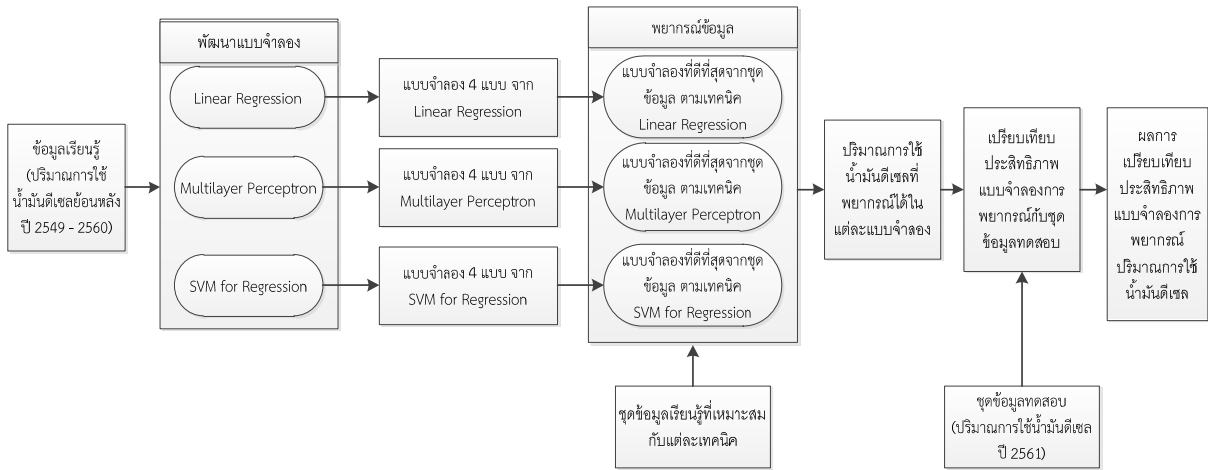 ข้อมูลเรียนรู้
(ปริมาณการใช้
น้ำมันดีเซลย้อนหลัง
ปี 2549 - 2560)
พัฒนาแบบจำลอง
Linear Regression
Multilayer Perceptron
SVM for Regression
แบบจำลอง 4 แบบ จาก
Linear Regression
แบบจำลอง 4 แบบ จาก
Multilayer Perceptron
แบบจำลอง 4 แบบ จาก
SVM for Regression
พยากรณ์ข้อมูล
แบบจำลองที่ดีที่สุดจากชุด
ข้อมูล ตามเทคนิค
Linear Regression
แบบจำลองที่ดีที่สุดจากชุด
ข้อมูล ตามเทคนิค
Multilayer Perceptron
แบบจำลองที่ดีที่สุดจากชุด
ข้อมูล ตามเทคนิค
SVM for Regression
ชุดข้อมูลเรียนรู้ที่เหมาะสม
กับแต่ละเทคนิค
ปริมาณการใช้
น้ำมันดีเซลที่
พยากรณ์ได้ใน
แต่ละแบบจำลอง
เปรียบเทียบ
ประสิทธิภาพ
แบบจำลองการ
พยากรณ์กับชุด
ข้อมูลทดสอบ
ชุดข้อมูลทดสอบ
(ปริมาณการใช้น้ำมันดีเซล
ปี 2561)
ผลการ
เปรียบเทียบ
ประสิทธิภาพ
แบบจำลองการ
พยากรณ์
ปริมาณการใช้
น้ำมันดีเซล